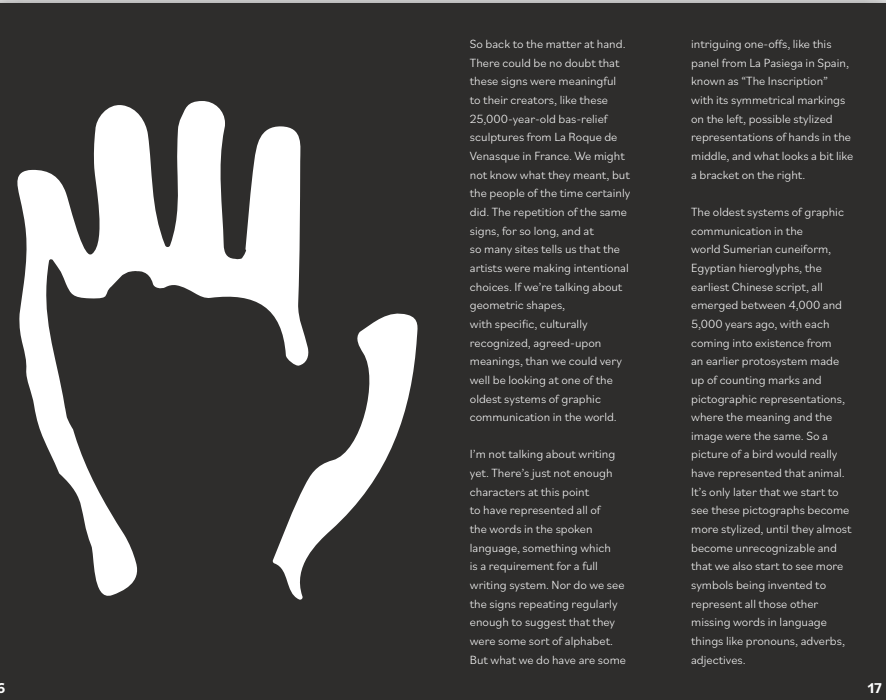 So back to the matter at hand.
There could be no doubt that
these signs were meaningful
to their creators, like these
25,000-year-old bas-relief
sculptures from La Roque de
Venasque in France. We might
not know what they meant, but
the people of the time certainly
did. The repetition of the same
signs, for so long, and at
so many sites tells us that the
artists were making intentional
choices. If we’re talking about
geometric shapes,
with specific, culturally
recognized, agreed-upon
meanings, than we could very
well be looking at one of the
oldest systems of graphic
communication in the world.
I’m not talking about writing
yet. There’s just not enough
characters at this point
to have represented all of
the words in the spoken
language, something which
is a requirement for a full
writing system. Nor do we see
the signs repeating regularly
enough to suggest that they
were some sort of alphabet.
But what we do have are some
intriguing one-offs, like this
panel from La Pasiega in Spain,
known as “The Inscription”
with its symmetrical markings
on the left, possible stylized
representations of hands in the
middle, and what looks a bit like
a bracket on the right.
The oldest systems of graphic
communication in the
world Sumerian cuneiform,
Egyptian hieroglyphs, the
earliest Chinese script, all
emerged between 4,000 and
5,000 years ago, with each
coming into existence from
an earlier protosystem made
up of counting marks and
pictographic representations,
where the meaning and the
image were the same. So a
picture of a bird would really
have represented that animal.
It’s only later that we start to
see these pictographs become
more stylized, until they almost
become unrecognizable and
that we also start to see more
symbols being invented to
represent all those other
missing words in language
things like pronouns, adverbs,
adjectives.
17